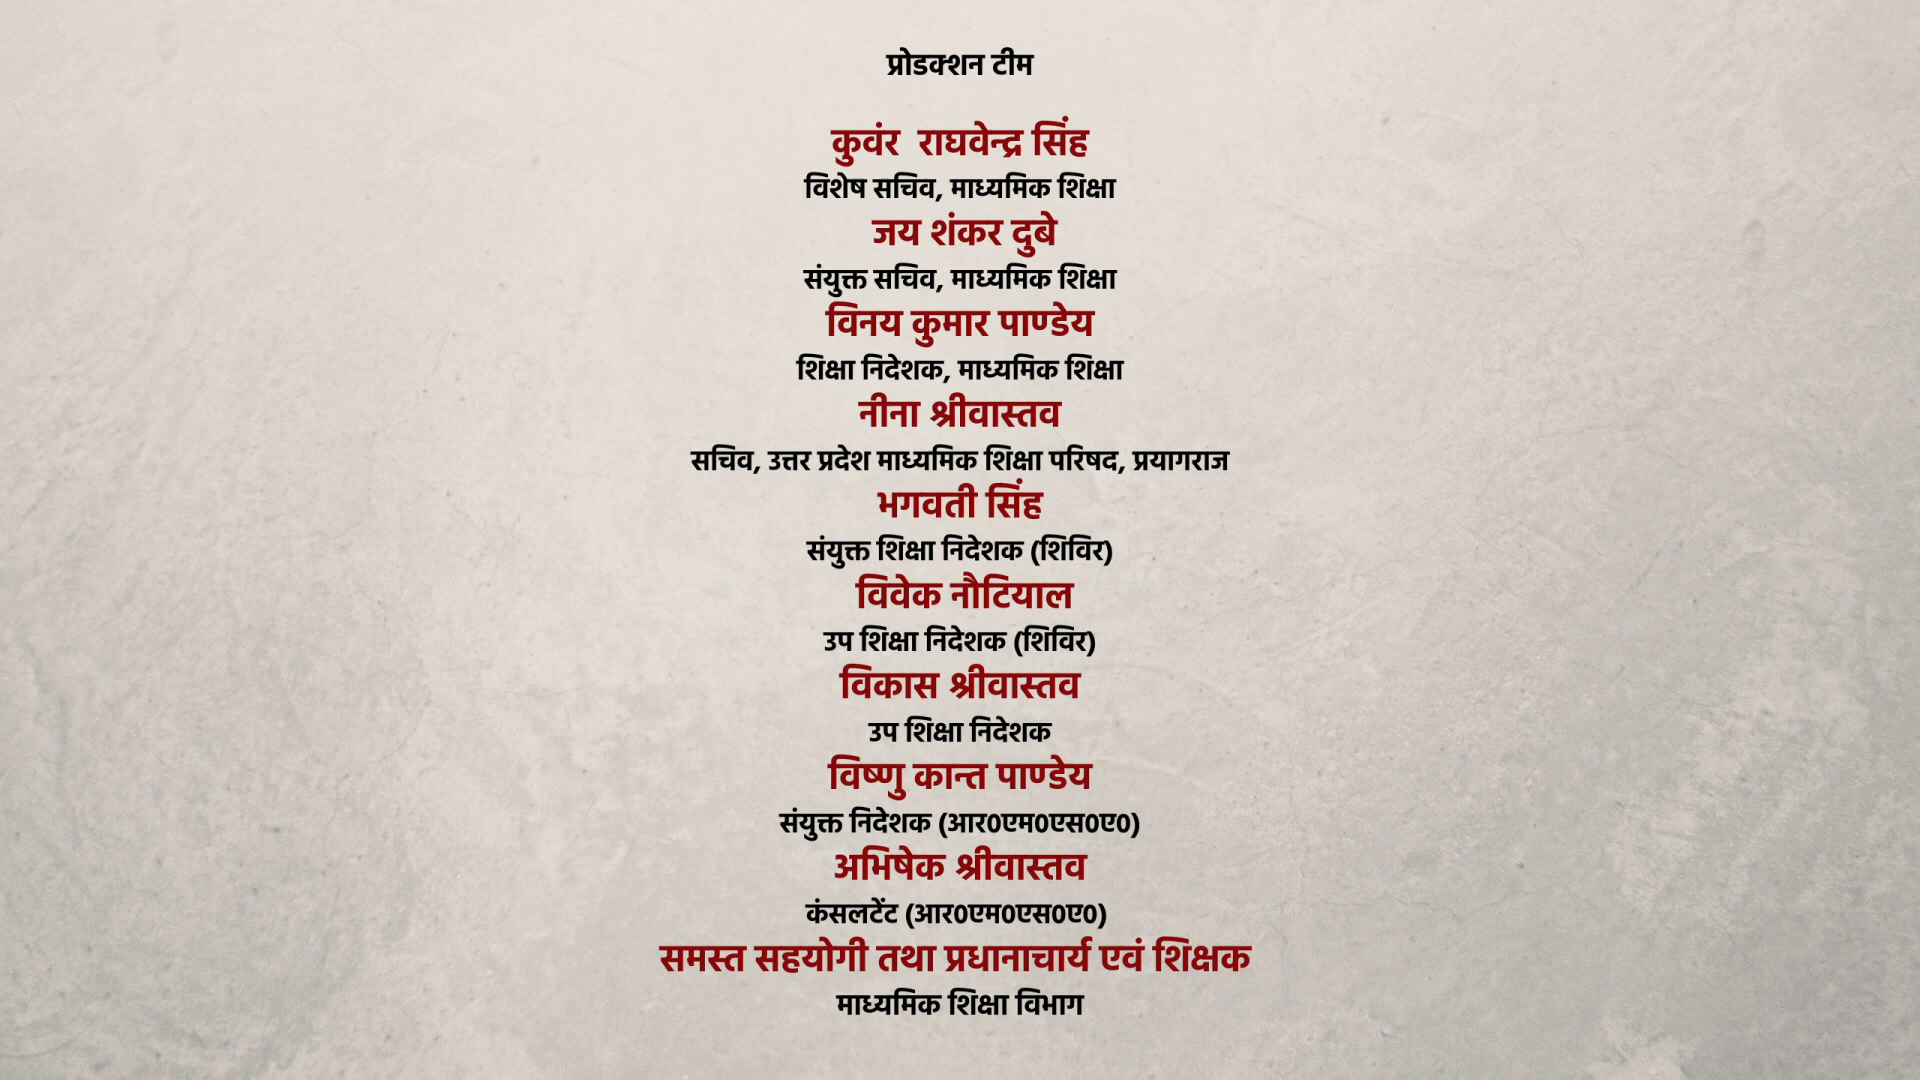 प्रोडक्शन टीम
कुवंर राघवेन्द्र सिंह
विशेष सचिव, माध्यमिक शिक्षा
जय शंकर दुबे
संयुक्त सचिव, माध्यमिक शिक्षा
विनय कुमार पाण्डेय
शिक्षा निदेशक, माध्यमिक शिक्षा
नीना श्रीवास्तव
सचिव, उत्तर प्रदेश माध्यमिक शिक्षा परिषद, प्रयागराज
भगवती सिंह
संयुक्त शिक्षा निदेशक (शिविर)
विवेक नौटियाल
उप शिक्षा निदेशक (शिविर)
विकास श्रीवास्तव
उप शिक्षा निदेशक
विष्णु कान्त पाण्डेय
संयुक्त निदेशक (आर०एम०एस०ए०)
अभिषेक श्रीवास्तव
कंसलटेंट (आर०एम०एस०ए०)
समस्त सहयोगी तथा प्रधानाचार्य एवं शिक्षक
माध्यमिक शिक्षा विभाग